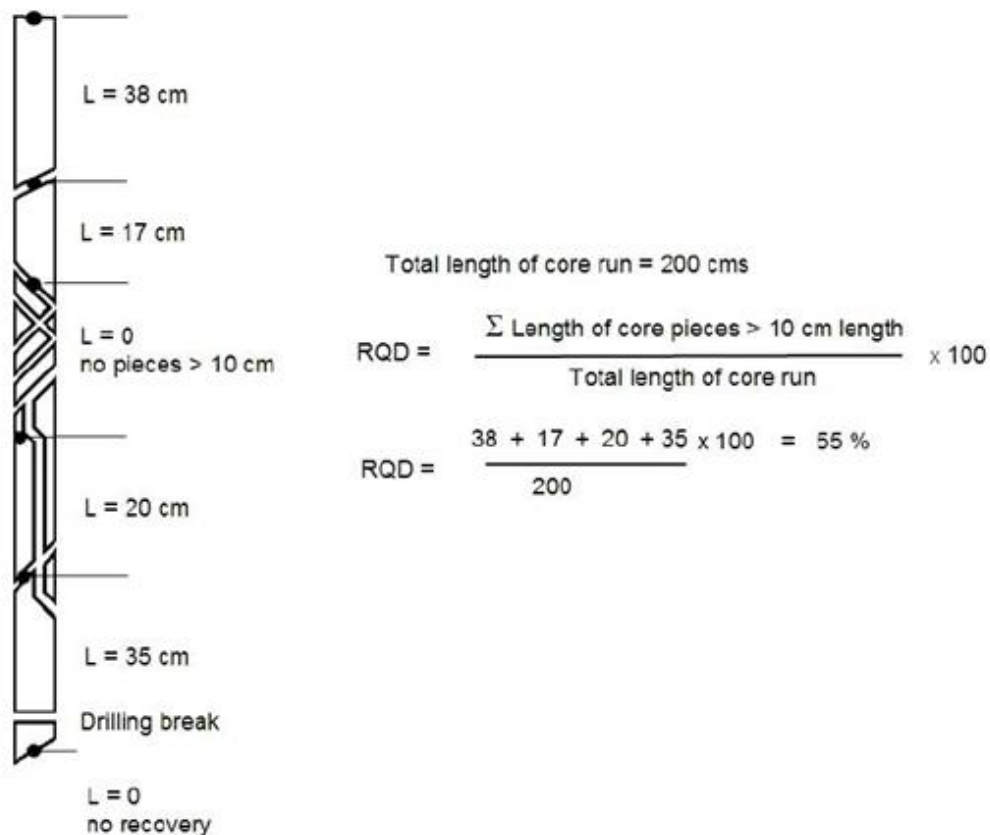 L = 38 cm
L = 17 cm
L = 0
no pieces > 10 cm
L = 20 cm
L = 35 cm
Drilling break
L = 0
no recovery
Total length of core run = 200 cms
RQD = Σ Length of core pieces > 10 cm length x 100
Total length of core run
RQD = 38 + 17 + 20 + 35 x 100 = 55 %
200